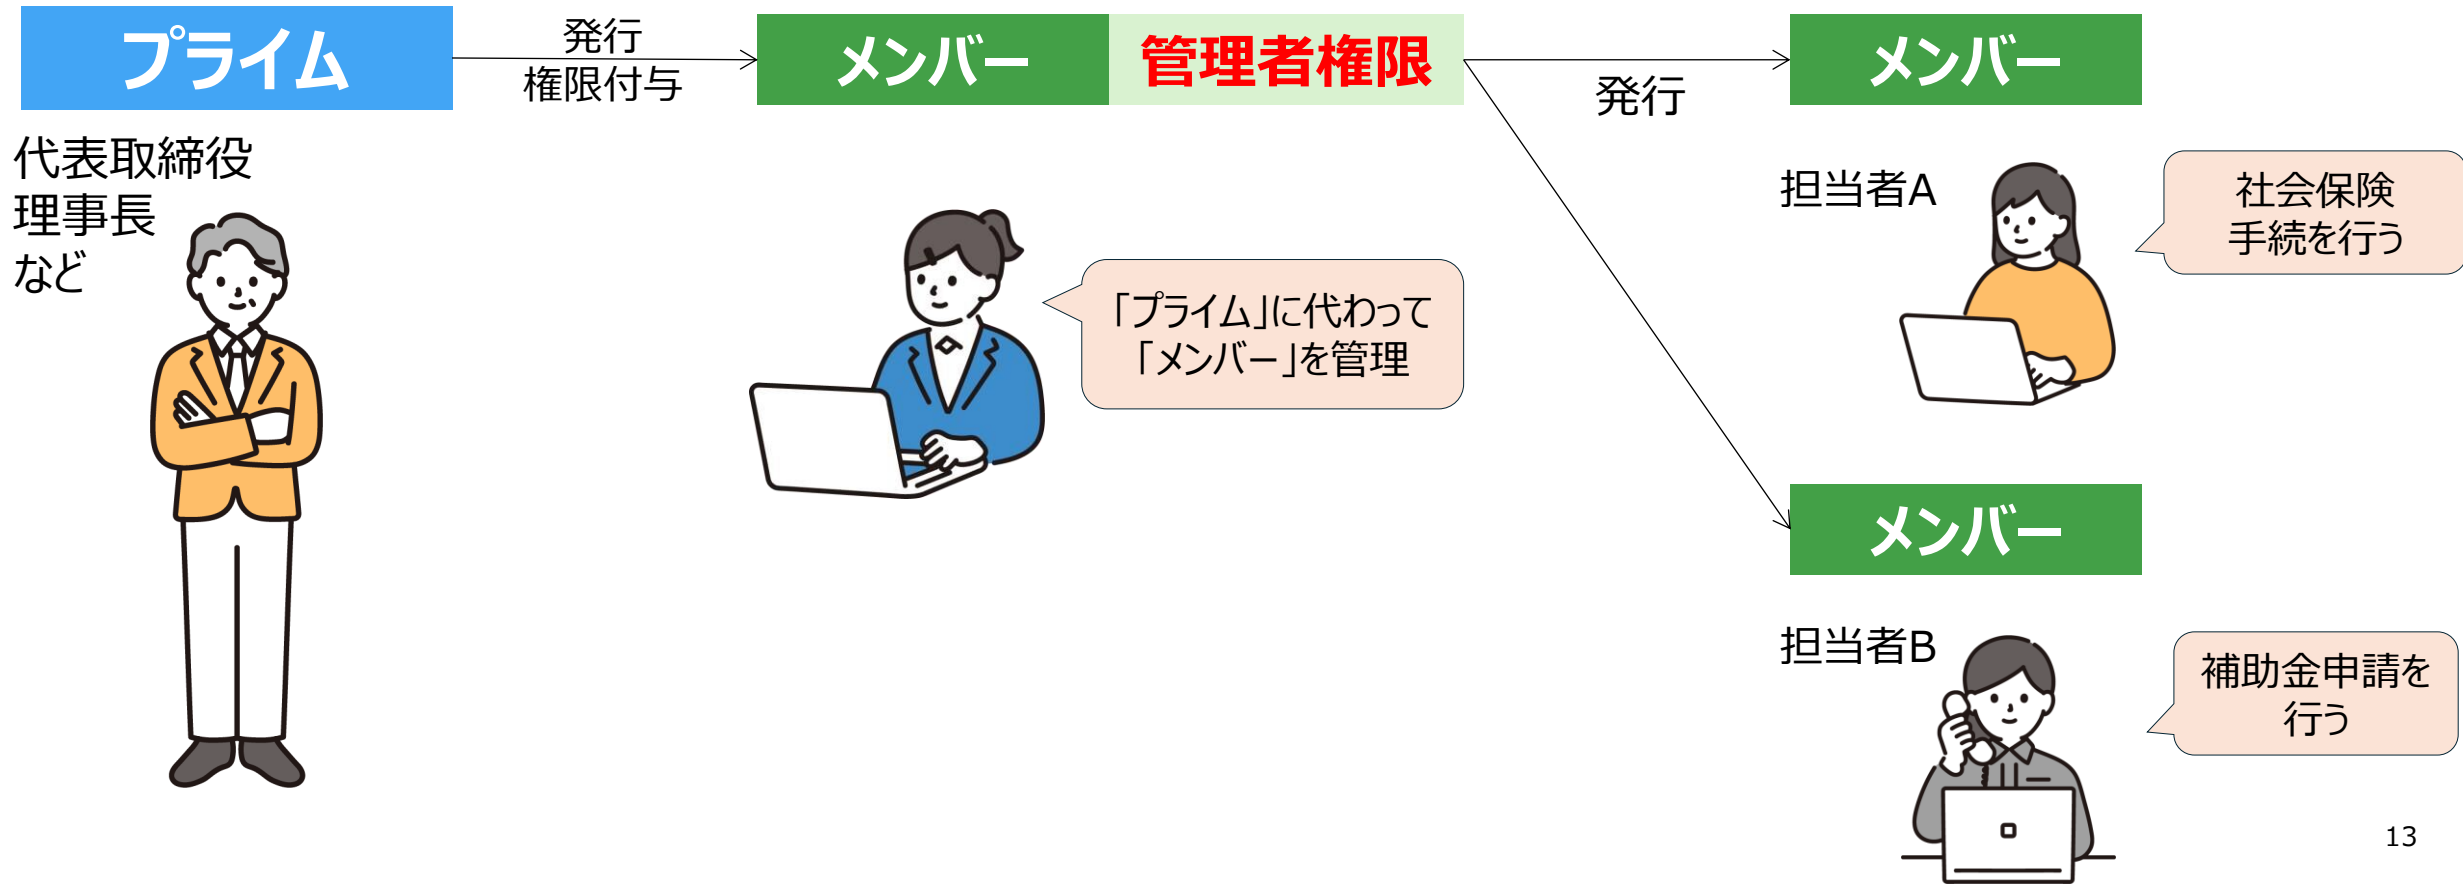 プライム
発行
権限付与
メンバー
管理者権限
発行
メンバー
代表取締役
理事長
など
「プライム」に代わって
「メンバー」を管理
担当者A
社会保険
手続を行う
メンバー
担当者B
補助金申請を
行う
13